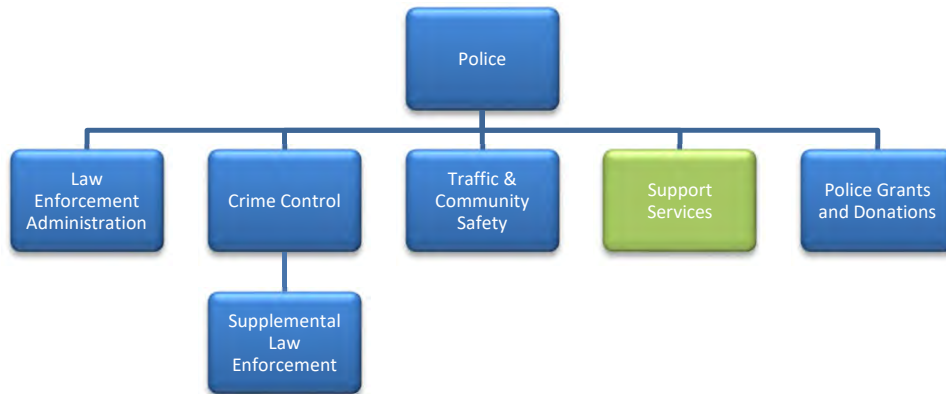 Police
Law
Enforcement
Administration
Crime Control
Traffic &
Community
Safety
Support
Services
Police Grants
and Donations
Supplemental
Law
Enforcement